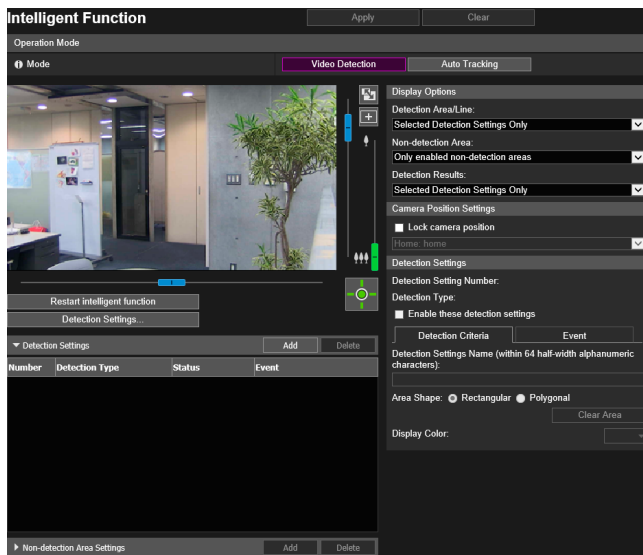 Intelligent Function
Apply
Clear
Operation Mode
Mode
Video Detection
Auto Tracking
Display Options
Detection Area/Line:
Selected Detection Settings Only
Non-detection Area:
Only enabled non-detection areas
Detection Results:
Selected Detection Settings Only
Camera Position Settings
Lock camera position
Home: home
Detection Settings
Detection Setting Number:
Detection Type:
Enable these detection settings
Detection Criteria
Event
Detection Settings Name (within 64 half-width alphanumeric
characters):
Area Shape: Rectangular Polygonal
Clear Area
Display Color:
Restart intelligent function
Detection Settings...
Detection Settings
Add
Delete
Number Detection Type Status Event
Non-detection Area Settings
Add
Delete